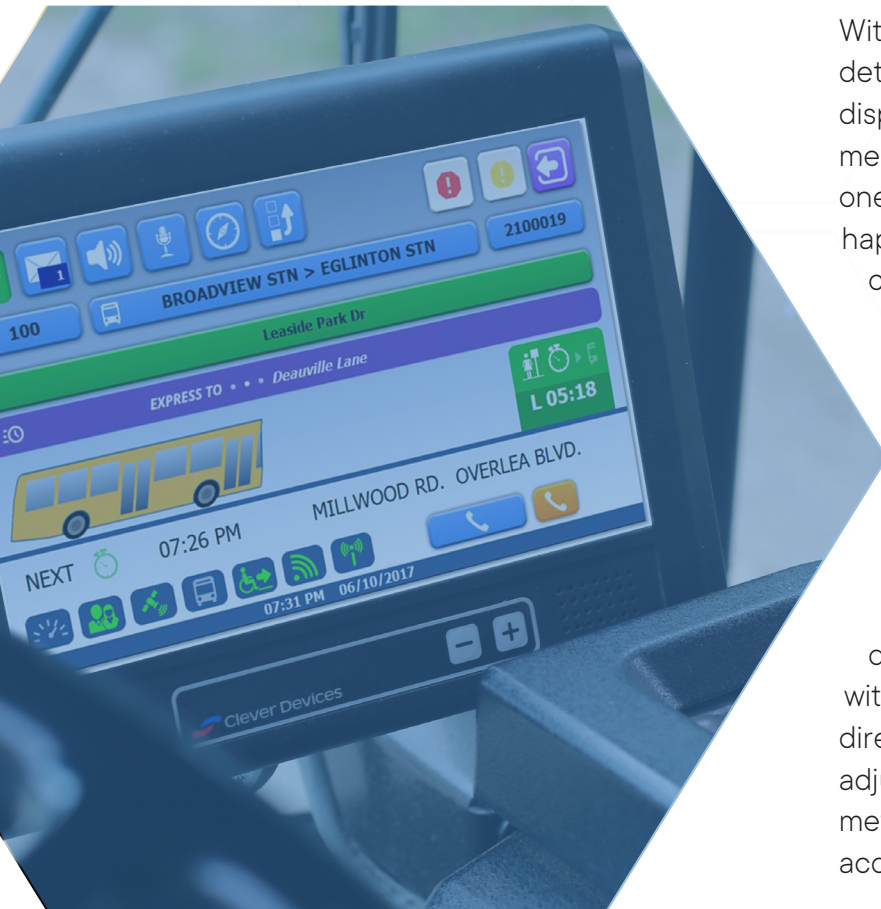 1
2100019
100
BROADVIEW STN > EGLINTON STN
Leaside Park Dr
EXPRESS TO • • • Deauville Lane
L 05:18
NEXT 07:26 PM MILLWOOD RD. OVERLEA BLVD.
07:31 PM 06/10/2017
Clever Devices
Wit
det
disp
me
one
hap
wit
dire
adj
me
acc